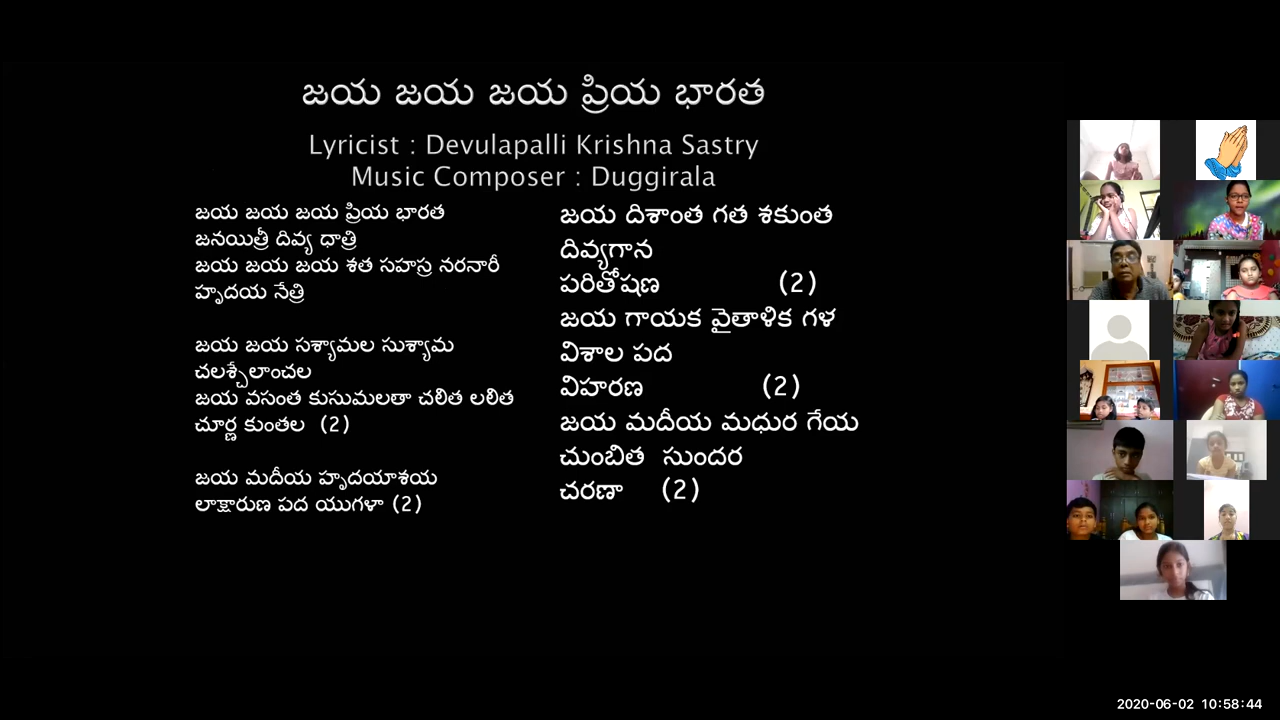 జయ జయ జయ ప్రియ భారత
Lyricist : Devulapalli Krishna Sastry
Music Composer : Duggirala
జయ జయ జయ ప్రియ భారత
జనయిత్రీ దివ్య ధాత్రి
జయ జయ జయ శత సహస్ర నరనారీ
హృదయ నేత్రి
జయ జయ సశ్యామల సుశ్యామ
చలశ్చేలాంచల
జయ వసంత కుసుమలతా చలిత లలిత
చూర్ణ కుంతల (2)
జయ మదీయ హృదయాశయ
లాక్షారుణ పద యుగళా (2)
జయ దిశాంత గత శకుంత
దివ్యగాన
పరితోషణ (2)
జయ గాయక వైతాళిక గళ
విశాల పద
విహరణ (2)
జయ మదీయ మధుర గేయ
చుంబిత సుందర
చరణా (2)
2020-06-02 10:58:44